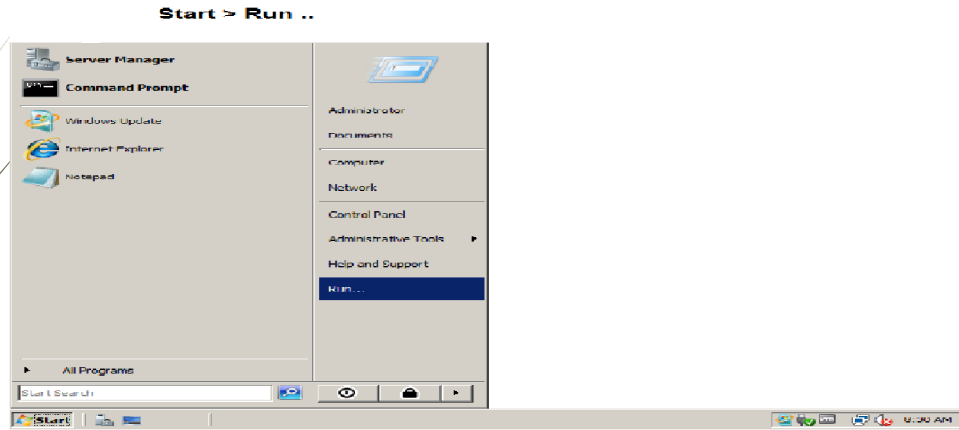 Start > Run ..
Server Manager
Command Prompt
Windows Update
Internet Explorer
Notepad
All Programs
Start Search
Administrator
Documents
Computer
Network
Control Panel
Administrative Tools
Help and Support
Run...
Start
AM